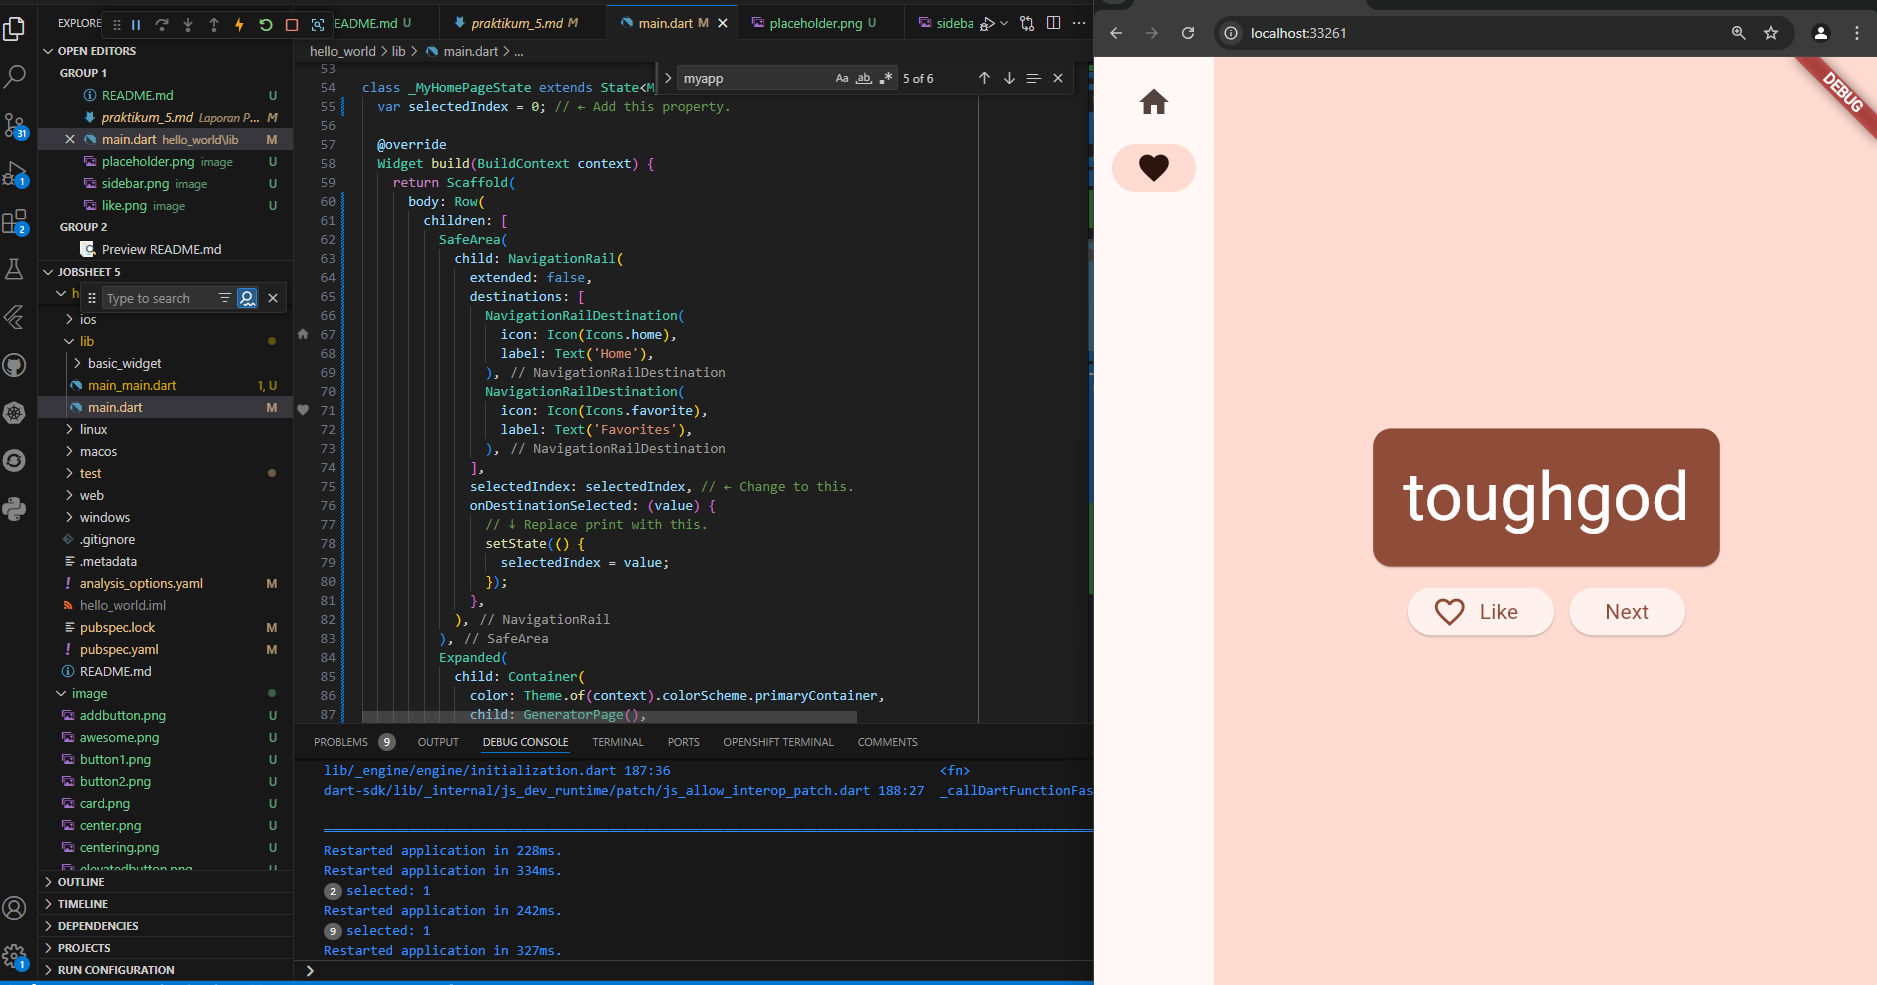 EXPLORE
OPEN EDITORS
GROUP 1
README.md U
praktikum_5.md Laporan P... M
main.dart hello_world\lib M
placeholder.png image U
sidebar.png image U
like.png image U
GROUP 2
Preview README.md
JOBSHEET 5
Type to search
ios
lib
basic_widget
main_main.dart 1, U
main.dart M
linux
macos
test
web
windows
.gitignore
.metadata
analysis_options.yaml M
hello_world.iml
pubspec.lock M
pubspec.yaml M
README.md
image
addbutton.png U
awesome.png U
button1.png U
button2.png U
card.png U
center.png U
centering.png U
elevatedbutton.png U
OUTLINE
TIMELINE
DEPENDENCIES
PROJECTS
RUN CONFIGURATION
31
1
2
1
EADME.md U praktikum_5.md M main.dart M placeholder.png U sideba
hello_world > lib > main.dart > ...
myapp Aa ab 5 of 6
53
54 class _MyHomePageState extends State<M
55 var selectedIndex = 0; // ← Add this property.
56
57 @override
58 Widget build(BuildContext context) {
59 return Scaffold(
60 body: Row(
61 children: [
62 SafeArea(
63 child: NavigationRail(
64 extended: false,
65 destinations: [
66 NavigationRailDestination(
67 icon: Icon(Icons.home),
68 label: Text('Home'),
69 ), // NavigationRailDestination
70 NavigationRailDestination(
71 icon: Icon(Icons.favorite),
72 label: Text('Favorites'),
73 ), // NavigationRailDestination
74 ],
75 selectedIndex: selectedIndex, // ← Change to this.
76 onDestinationSelected: (value) {
77 // ↓ Replace print with this.
78 setState(() {
79 selectedIndex = value;
80 });
81 },
82 ), // NavigationRail
83 ), // SafeArea
84 Expanded(
85 child: Container(
86 color: Theme.of(context).colorScheme.primaryContainer,
87 child: GeneratorPage(),
PROBLEMS 9 OUTPUT DEBUG CONSOLE TERMINAL PORTS OPENSHIFT TERMINAL COMMENTS
lib/_engine/engine/initialization.dart 187:36 <fn>
dart-sdk/lib/_internal/js_dev_runtime/patch/js_allow_interop_patch.dart 188:27 _callDartFunctionFas
Restarted application in 228ms.
Restarted application in 334ms.
2 selected: 1
Restarted application in 242ms.
9 selected: 1
Restarted application in 327ms.
localhost:33261
DEBUG
toughgod
Like
Next